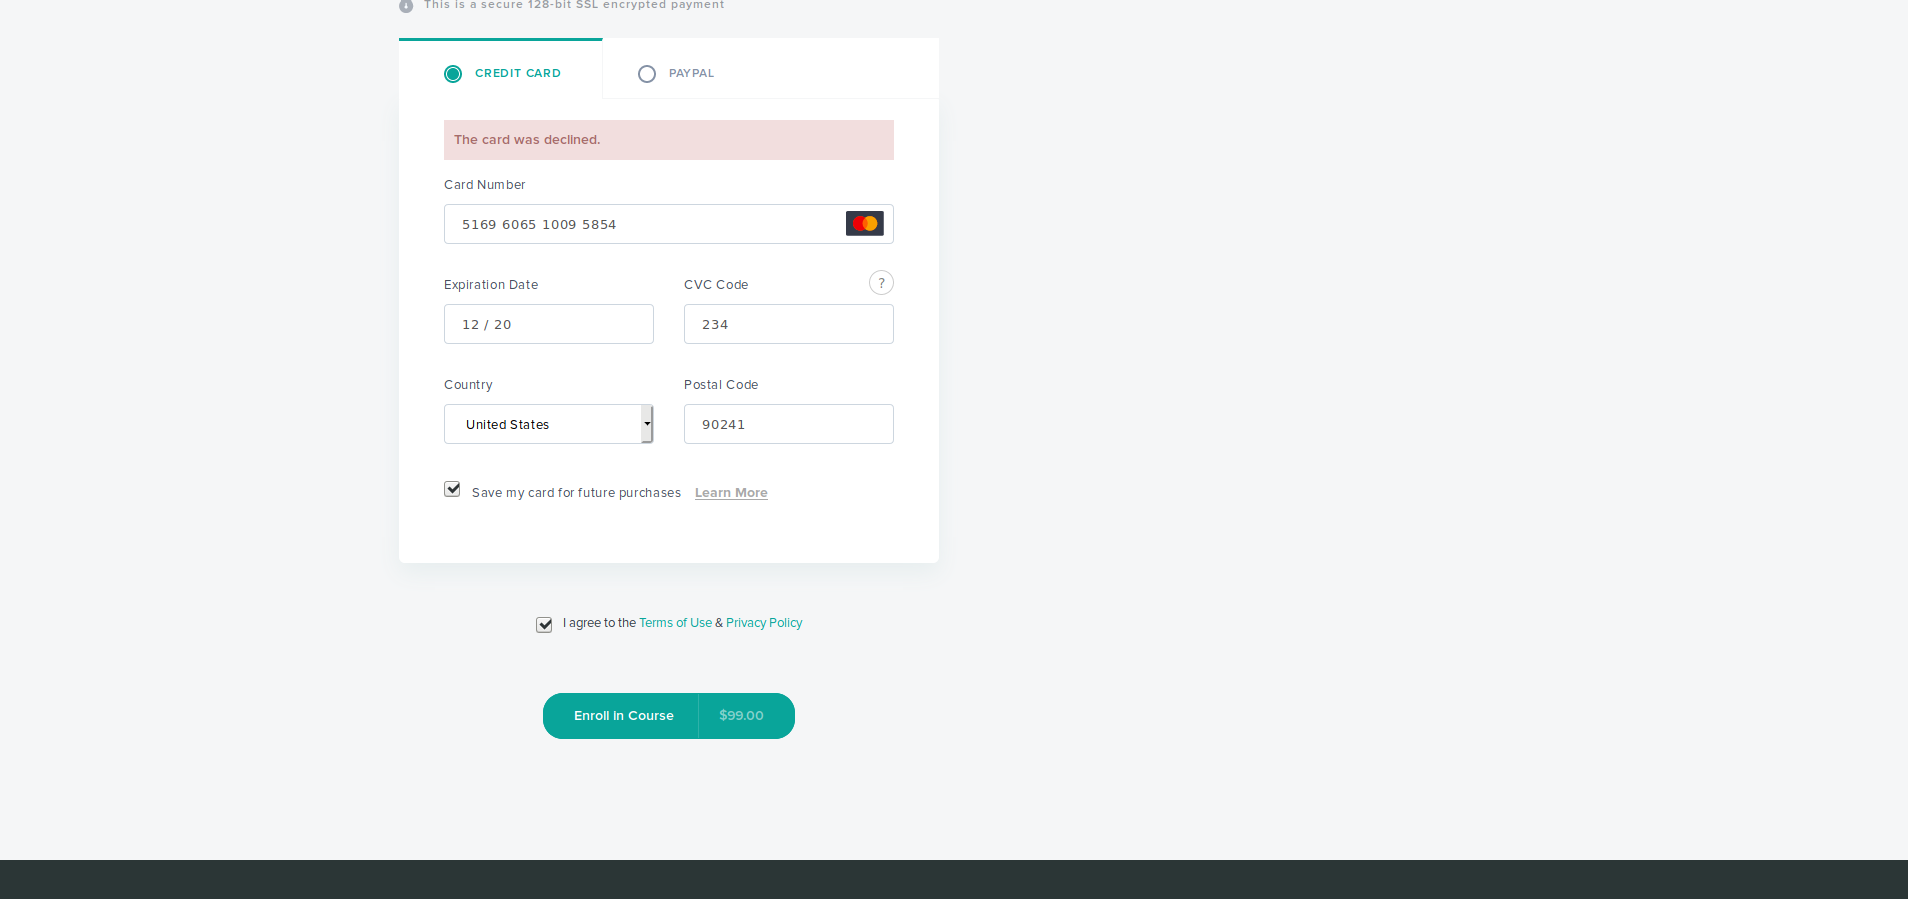 This is a secure 128-bit SSL encrypted payment
CREDIT CARD
PAYPAL
The card was declined.
Card Number
5169 6065 1009 5854
Expiration Date
CVC Code
?
12 / 20
234
Country
Postal Code
United States
90241
Save my card for future purchases Learn More
I agree to the Terms of Use & Privacy Policy
Enroll in Course $99.00